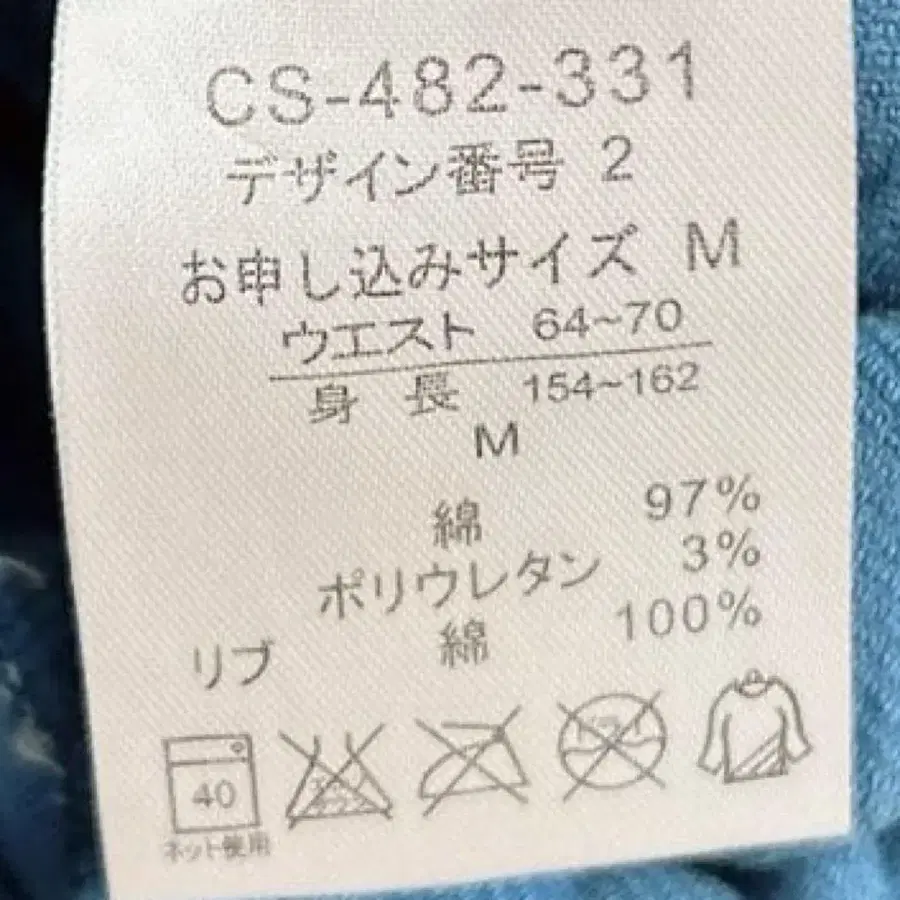 CS-482-331
デザイン番号 2
お申し込みサイズ M
ウエスト 64~70
身 長 154~162
M
綿 97%
ポリウレタン 3%
リブ 綿 100%
40
ネット使用